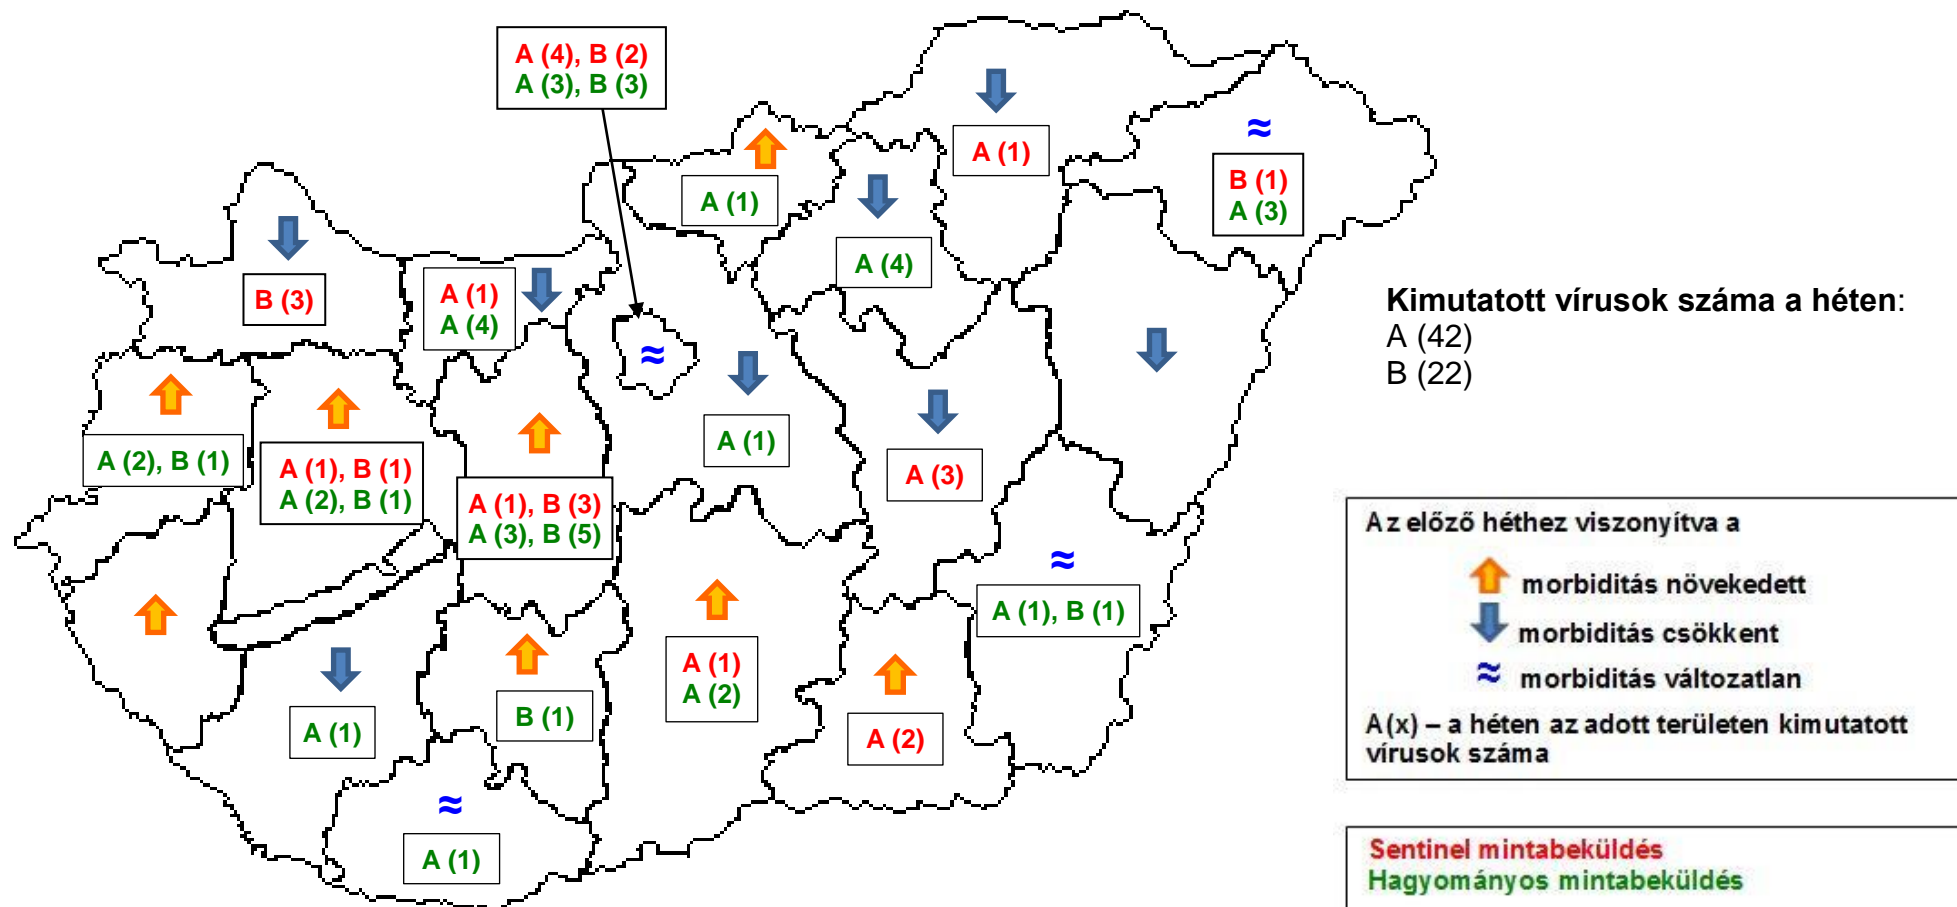 A (4), B (2)
A (3), B (3)
A (1)
A (1)
B (1)
A (3)
A (4)
B (3)
A (1)
A (4)
Kimutatott vírusok száma a héten:
A (42)
B (22)
A (2), B (1)
A (1), B (1)
A (2), B (1)
A (1), B (3)
A (3), B (5)
A (1)
A (3)
Az előző héthez viszonyítva a
morbiditás növekedett
morbiditás csökkent
≈ morbiditás változatlan
A(x) – a héten az adott területen kimutatott
vírusok száma
A (1), B (1)
A (1)
A (2)
B (1)
A (1)
A (2)
A (1)
Sentinel mintabeküldés
Hagyományos mintabeküldés